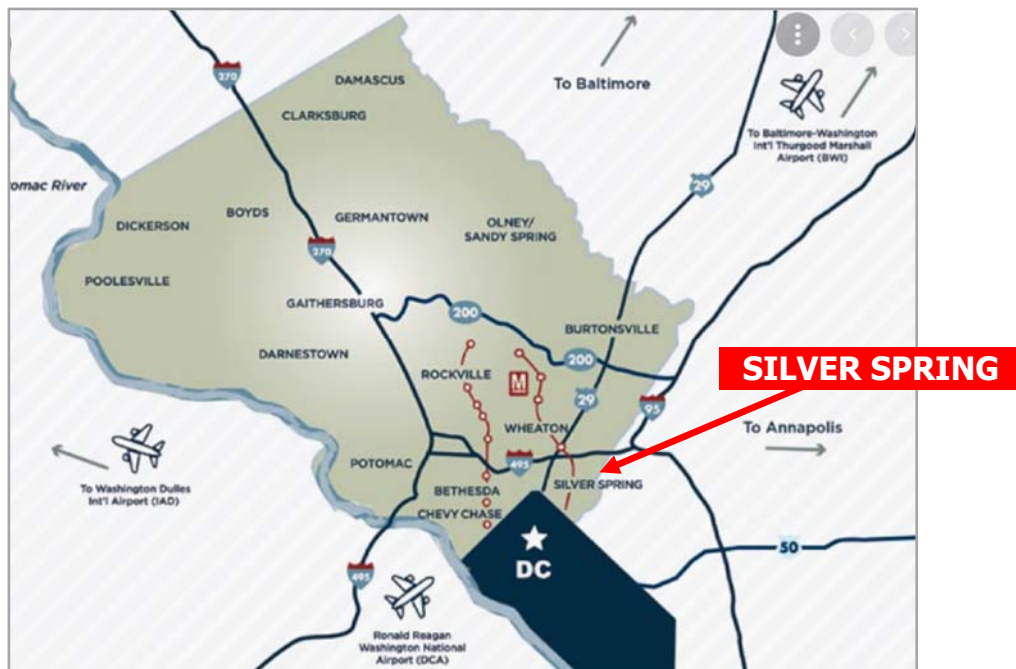 270
DAMASCUS
To Baltimore
CLARKSBURG
To Baltimore-Washington
Int'l Thurgood Marshall
Airport (BWI)
omac River
29
DICKERSON
BOYDS
GERMANTOWN
OLNEY/
SANDY SPRING
270
POOLESVILLE
GAITHERSBURG
200
BURTONSVILLE
DARNESTOWN
200
ROCKVILLE
M
SILVER SPRING
29
95
WHEATON
To Annapolis
POTOMAC
495
To Washington Dulles
Int'l Airport (IAD)
BETHESDA
SILVER SPRING
CHEVY CHASE
DC
50
495
Ronald Reagan
Washington National
Airport (DCA)